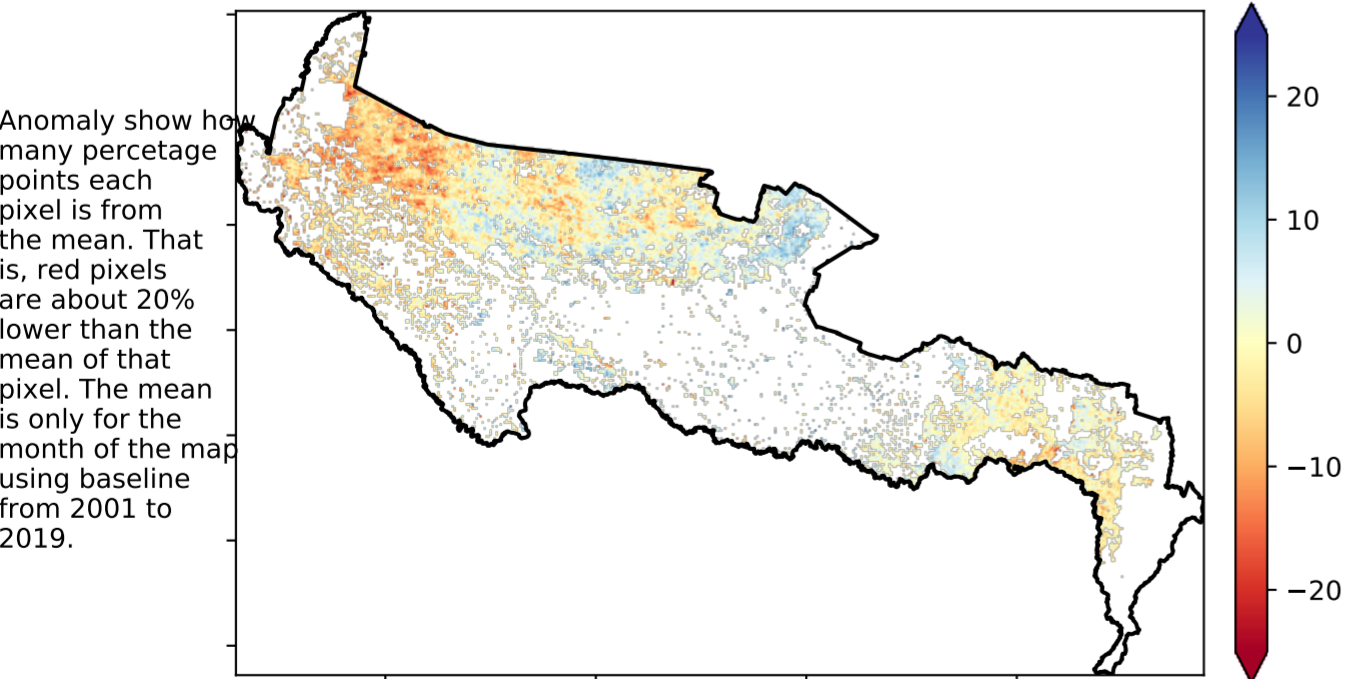 Anomaly show how
many percetage
points each
pixel is from
the mean. That
is, red pixels
are about 20%
lower than the
mean of that
pixel. The mean
is only for the
month of the map
using baseline
from 2001 to
2019.
20
10
0
−10
−20